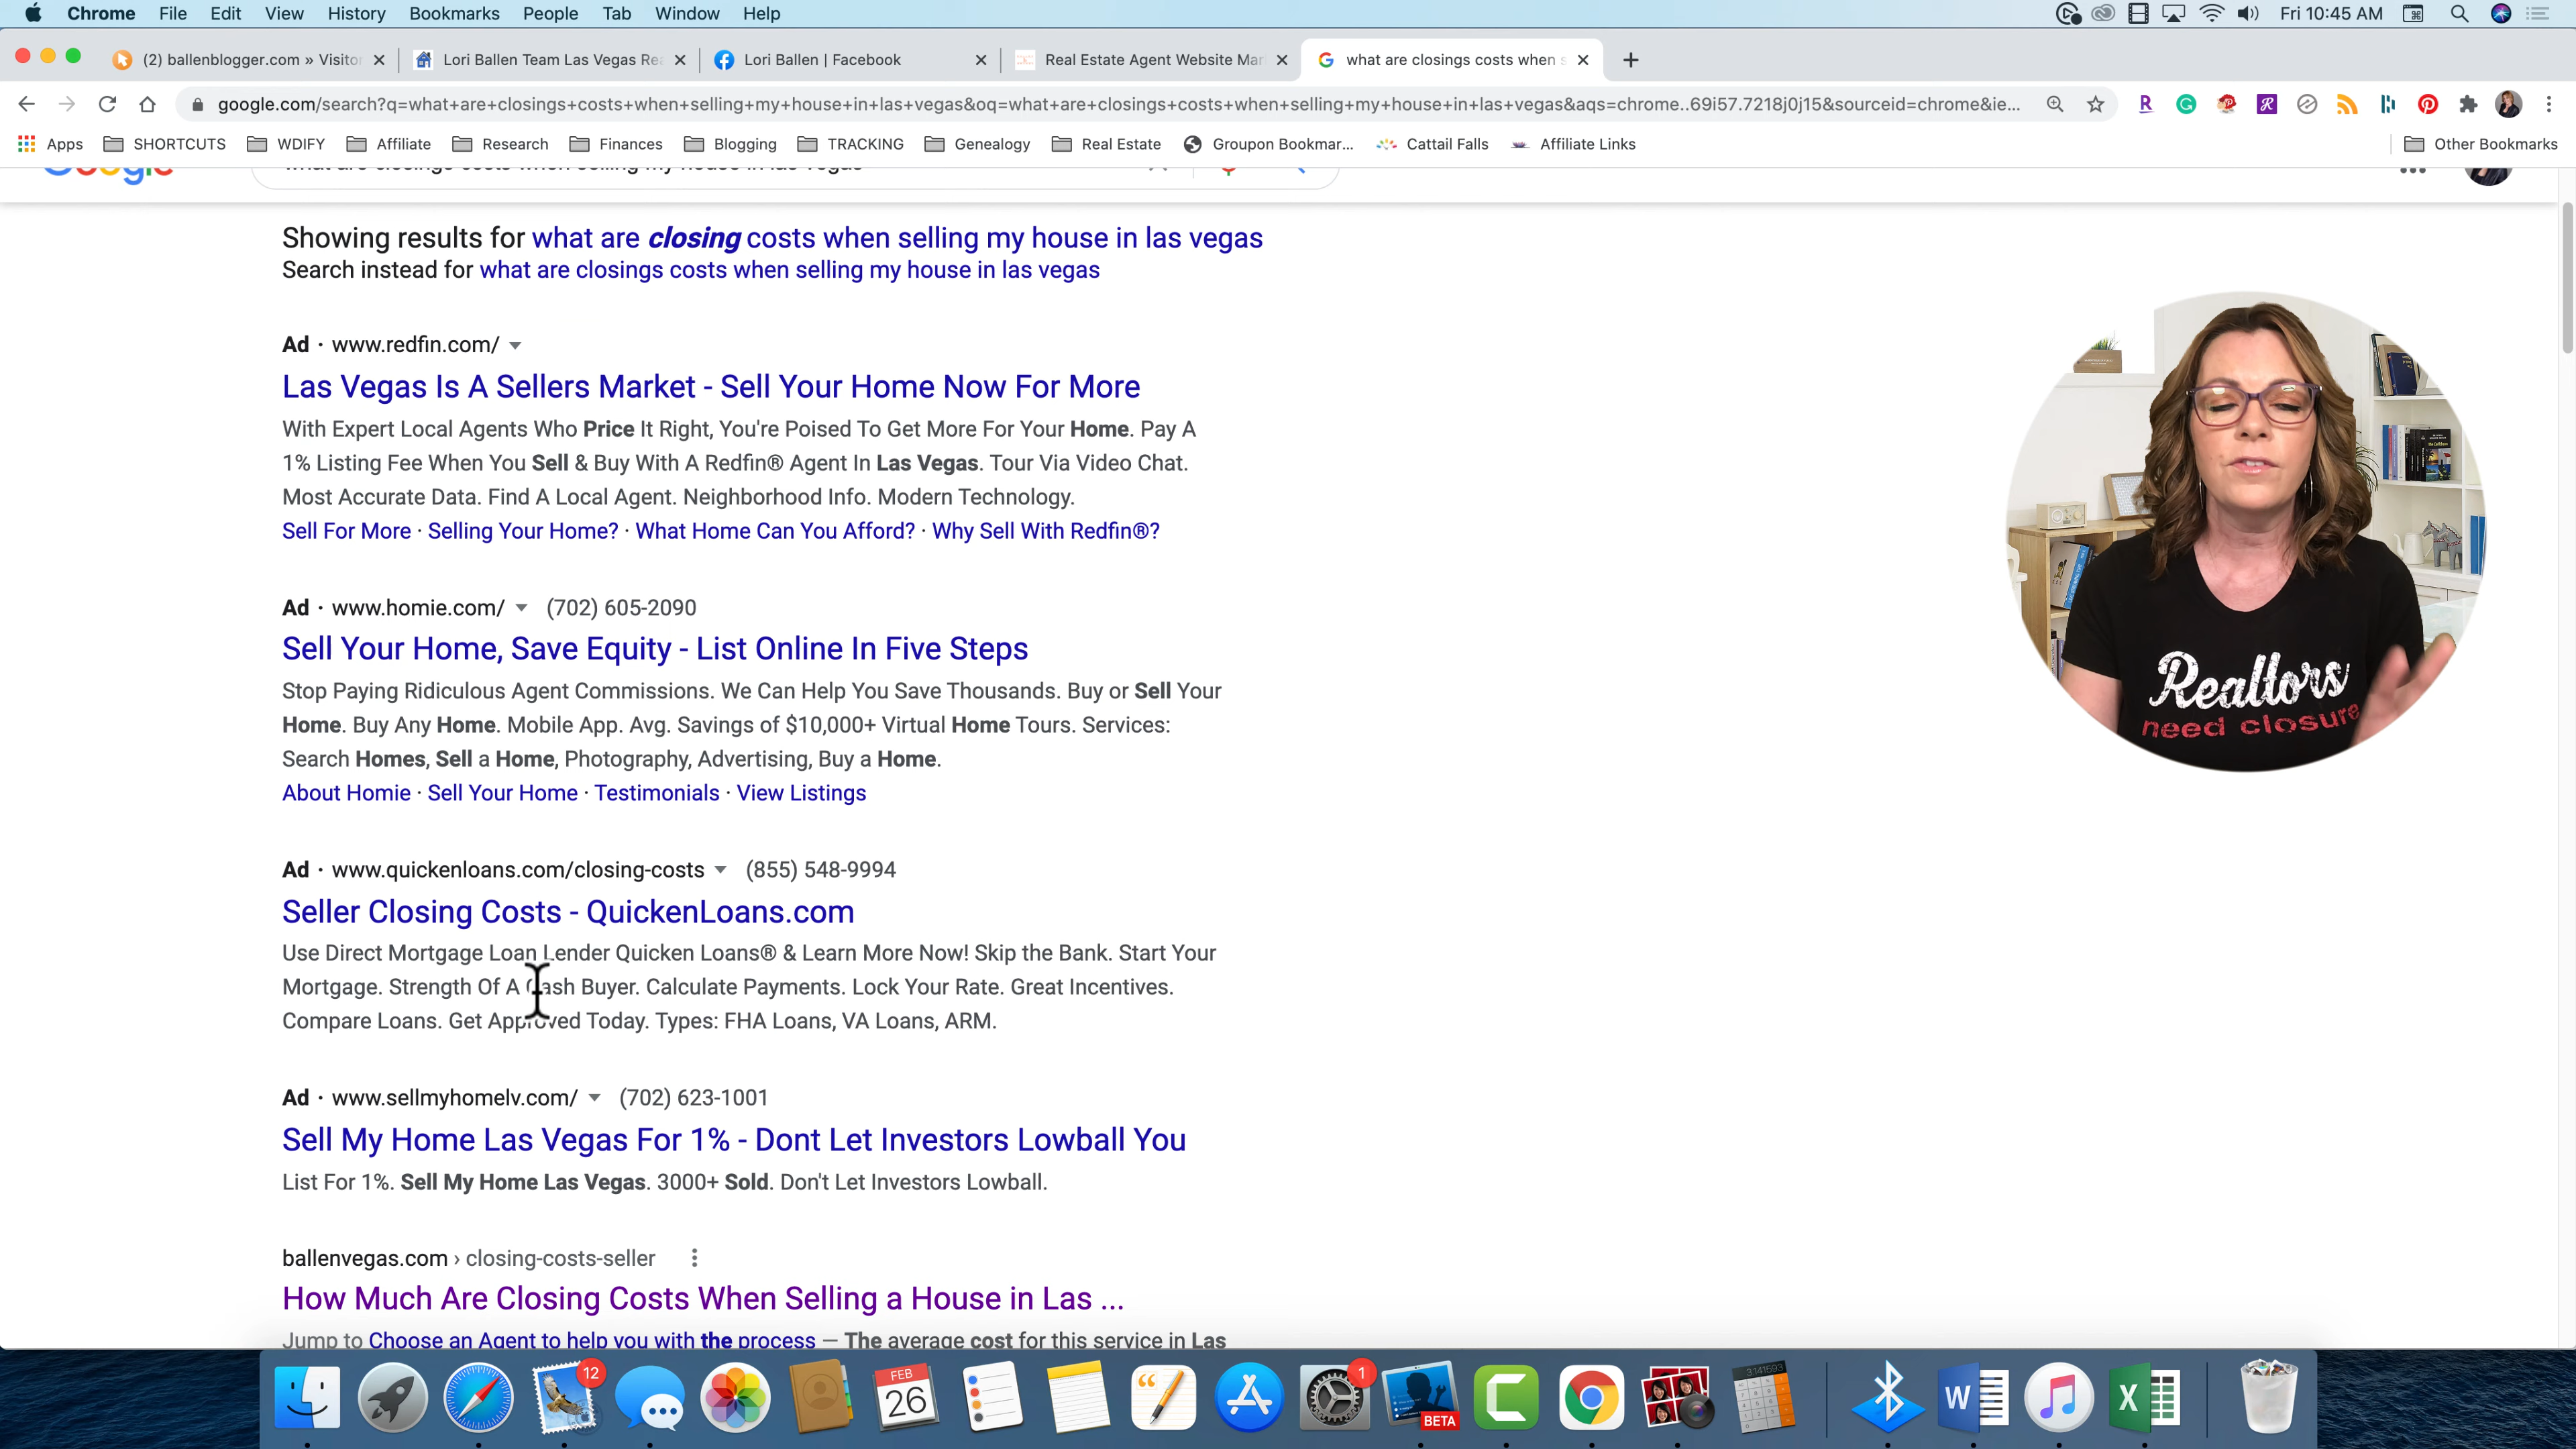 Chrome File Edit View History Bookmarks People Tab Window Help
Fri 10:45 AM
(2) ballenblogger.com » Visitor
Lori Ballen Team Las Vegas Re
Lori Ballen | Facebook
Real Estate Agent Website Mar
what are closings costs when s
google.com/search?q=what+are+closings+costs+when+selling+my+house+in+las+vegas&oq=what+are+closings+costs+when+selling+my+house+in+las+vegas&aqs=chrome..69i57.7218j0j15&sourceid=chrome&ie...
Apps SHORTCUTS WDIFY Affiliate Research Finances Blogging TRACKING Genealogy Real Estate Groupon Bookmar... Cattail Falls Affiliate Links Other Bookmarks
Google
what are closings costs when selling my house in las vegas
Showing results for what are closing costs when selling my house in las vegas
Search instead for what are closings costs when selling my house in las vegas
Ad · www.redfin.com/
Las Vegas Is A Sellers Market - Sell Your Home Now For More
With Expert Local Agents Who Price It Right, You're Poised To Get More For Your Home. Pay A
1% Listing Fee When You Sell & Buy With A Redfin® Agent In Las Vegas. Tour Via Video Chat.
Most Accurate Data. Find A Local Agent. Neighborhood Info. Modern Technology.
Sell For More · Selling Your Home? · What Home Can You Afford? · Why Sell With Redfin®?
Ad · www.homie.com/ (702) 605-2090
Sell Your Home, Save Equity - List Online In Five Steps
Stop Paying Ridiculous Agent Commissions. We Can Help You Save Thousands. Buy or Sell Your
Home. Buy Any Home. Mobile App. Avg. Savings of $10,000+ Virtual Home Tours. Services:
Search Homes, Sell a Home, Photography, Advertising, Buy a Home.
About Homie · Sell Your Home · Testimonials · View Listings
Ad · www.quickenloans.com/closing-costs (855) 548-9994
Seller Closing Costs - QuickenLoans.com
Use Direct Mortgage Loan Lender Quicken Loans® & Learn More Now! Skip the Bank. Start Your
Mortgage. Strength Of A Cash Buyer. Calculate Payments. Lock Your Rate. Great Incentives.
Compare Loans. Get Approved Today. Types: FHA Loans, VA Loans, ARM.
Ad · www.sellmyhomelv.com/ (702) 623-1001
Sell My Home Las Vegas For 1% - Dont Let Investors Lowball You
List For 1%. Sell My Home Las Vegas. 3000+ Sold. Don't Let Investors Lowball.
ballenvegas.com › closing-costs-seller
How Much Are Closing Costs When Selling a House in Las ...
Jump to Choose an Agent to help you with the process — The average cost for this service in Las
Realtors
need closure
12
FEB
26
1
BETA
3.141593
W
X